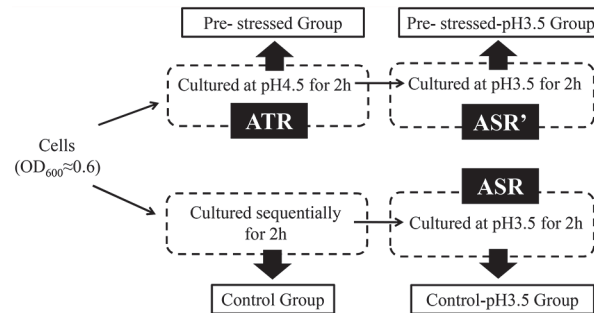 Pre- stressed Group
Pre- stressed-pH3.5 Group
Cultured at pH4.5 for 2h
Cultured at pH3.5 for 2h
ATR
ASR’
Cells
(OD600≈0.6)
ASR
Cultured sequentially
for 2h
Cultured at pH3.5 for 2h
Control Group
Control-pH3.5 Group